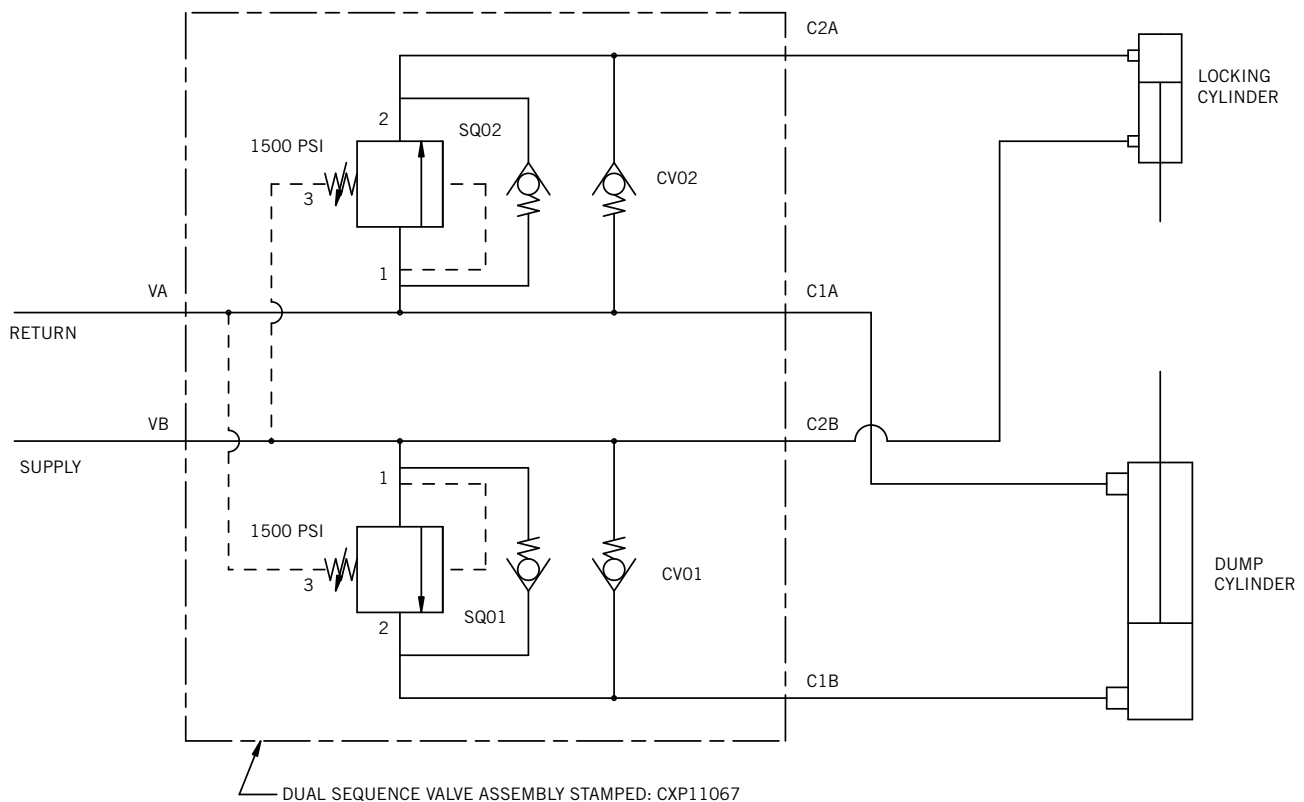 C2A
LOCKING
CYLINDER
2
SQ02
1500 PSI
3
CV02
1
VA
C1A
RETURN
VB
C2B
SUPPLY
1
1500 PSI
3
CV01
SQ01
2
DUMP
CYLINDER
C1B
DUAL SEQUENCE VALVE ASSEMBLY STAMPED: CXP11067